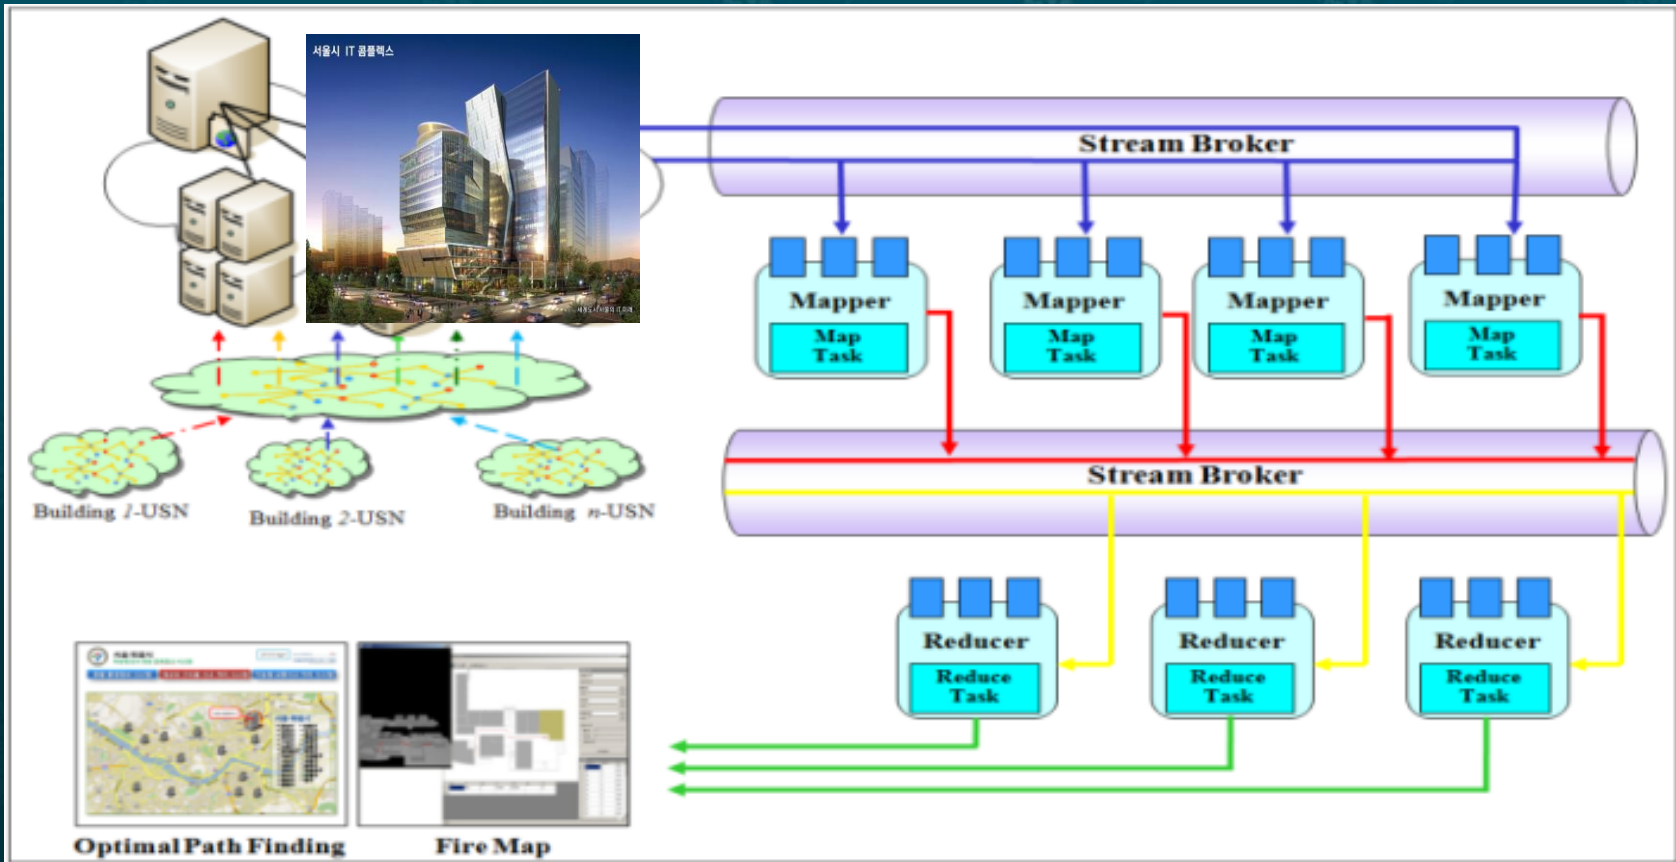 서울시 IT 콤플렉스
Stream Broker
Mapper
Map
Task
Mapper
Map
Task
Mapper
Map
Task
Mapper
Map
Task
Stream Broker
Building 1-USN
Building 2-USN
Building n-USN
Reducer
Reduce
Task
Reducer
Reduce
Task
Reducer
Reduce
Task
Optimal Path Finding
Fire Map